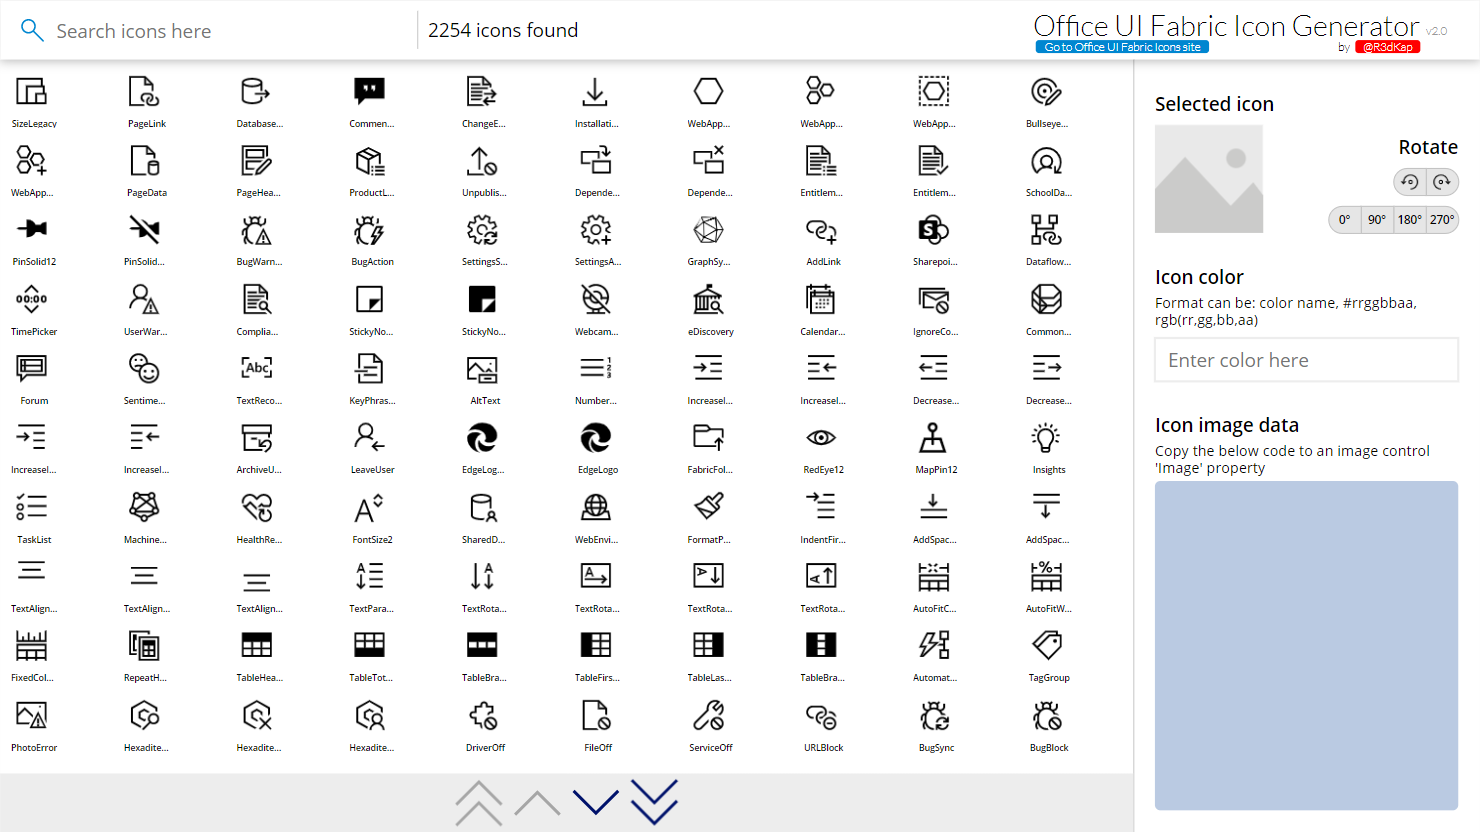 Search icons here
2254 icons found
Office UI Fabric Icon Generator v2.0
Go to Office UI Fabric Icons site
by @R3dKap
SizeLegacy PageLink Database... Commen... ChangeE... Installati... WebApp... WebApp... WebApp... Bullseye...
WebApp... PageData PageHea... ProductL... Unpublis... Depende... Depende... Entitlem... Entitlem... SchoolDa...
PinSolid12 PinSolid... BugWarn... BugAction SettingsS... SettingsA... GraphSy... AddLink Sharepoi... Dataflow...
00:00
TimePicker UserWar... Complia... StickyNo... StickyNo... Webcam... eDiscovery Calendar... IgnoreCo... Common...
Abc 1 2 3
Forum Sentime... TextReco... KeyPhras... AltText Number... Increasel... Increasel... Decrease... Decrease...
Increasel... Increasel... ArchiveU... LeaveUser EdgeLog... EdgeLogo FabricFol... RedEye12 MapPin12 Insights
A
TaskList Machine... HealthRe... FontSize2 SharedD... WebEnvi... FormatP... IndentFir... AddSpac... AddSpac...
A A A A A %
TextAlign... TextAlign... TextAlign... TextPara... TextRota... TextRota... TextRota... TextRota... AutoFitC... AutoFitW...
FixedCol... RepeatH... TableHea... TableTot... TableBra... TableFirs... TableLas... TableBra... Automat... TagGroup
PhotoError Hexadite... Hexadite... Hexadite... DriverOff FileOff ServiceOff URLBlock BugSync BugBlock
Selected icon
Rotate
0° 90° 180° 270°
Icon color
Format can be: color name, #rrggbbaa,
rgb(rr,gg,bb,aa)
Enter color here
Icon image data
Copy the below code to an image control
'Image' property